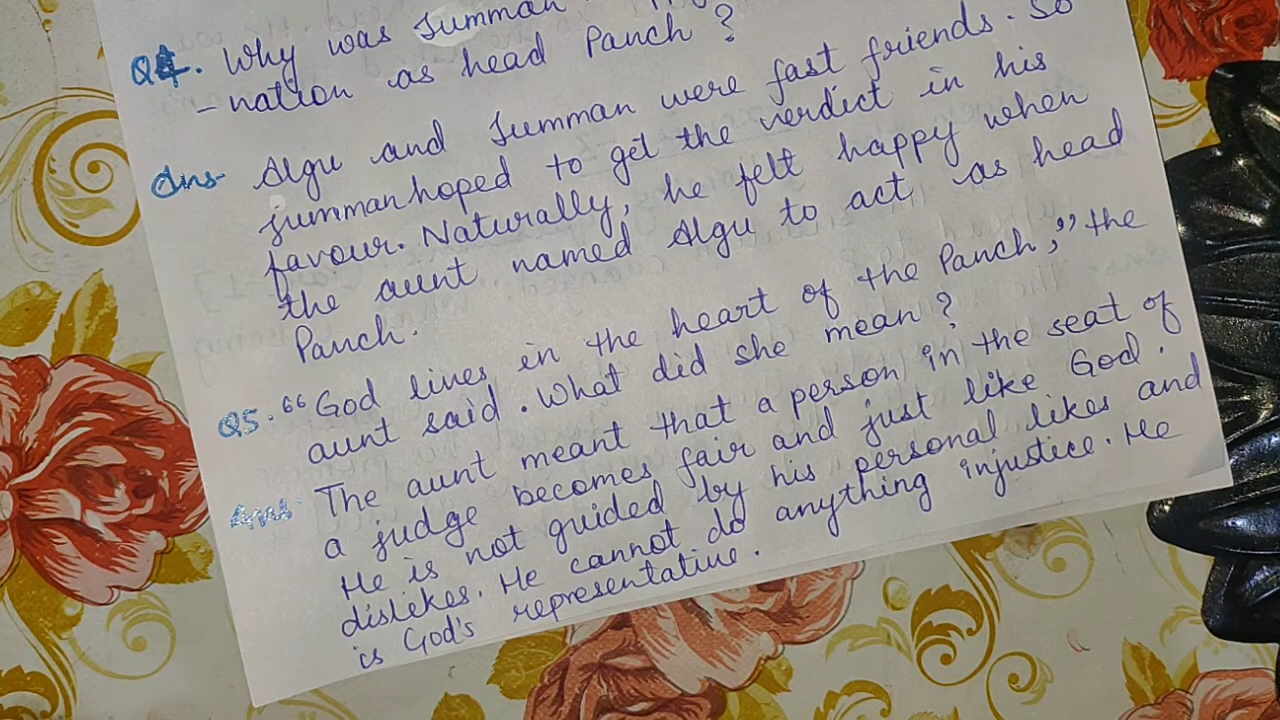 Q4. Why was Jumman
- nation as head Panch ?
Ans- Algu and Jumman were fast friends. So
Jumman hoped to get the verdict in his
favour. Naturally, he felt happy when
the aunt named Algu to act as head
Panch.
Q5. "God lives in the heart of the Panch," the
aunt said. What did she mean ?
Ans- The aunt meant that a person in the seat of
a judge becomes fair and just like God.
He is not guided by his personal likes and
dislikes. He cannot do anything injustice. He
is God's representative.